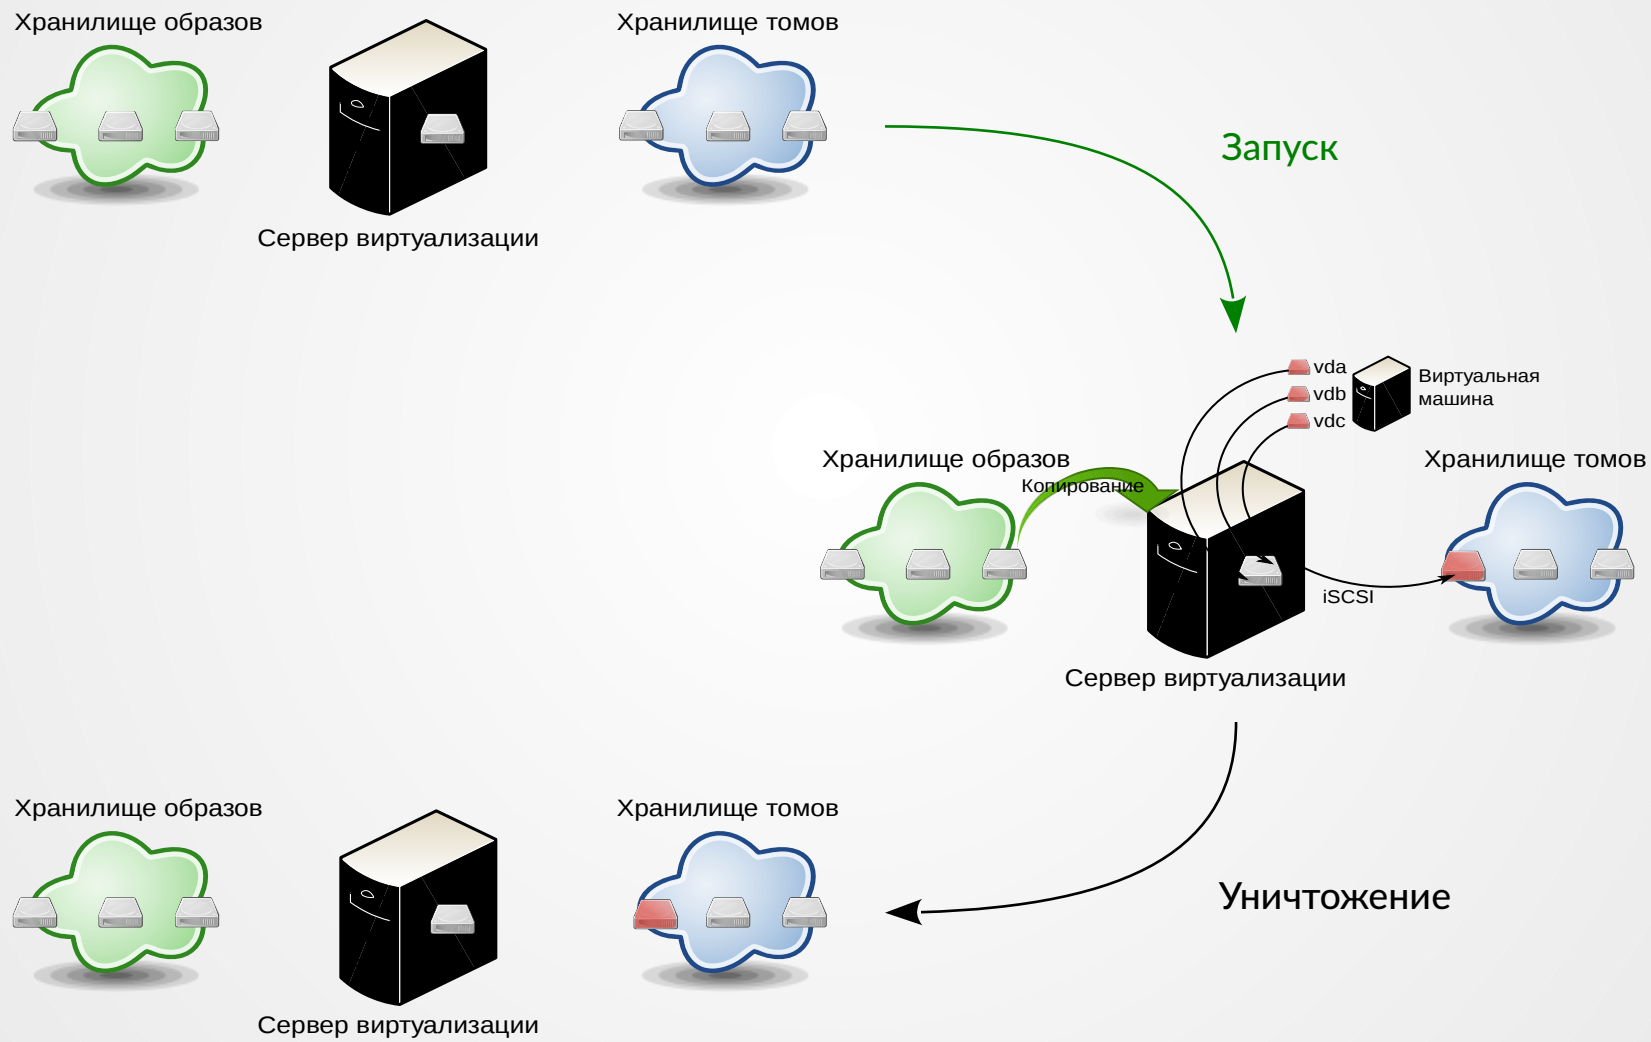 Хранилище образов
Хранилище томов
Сервер виртуализации
Запуск
vda
vdb
vdc
Виртуальная
машина
Хранилище образов
Копирование
Хранилище томов
iSCSI
Сервер виртуализации
Хранилище образов
Хранилище томов
Уничтожение
Сервер виртуализации